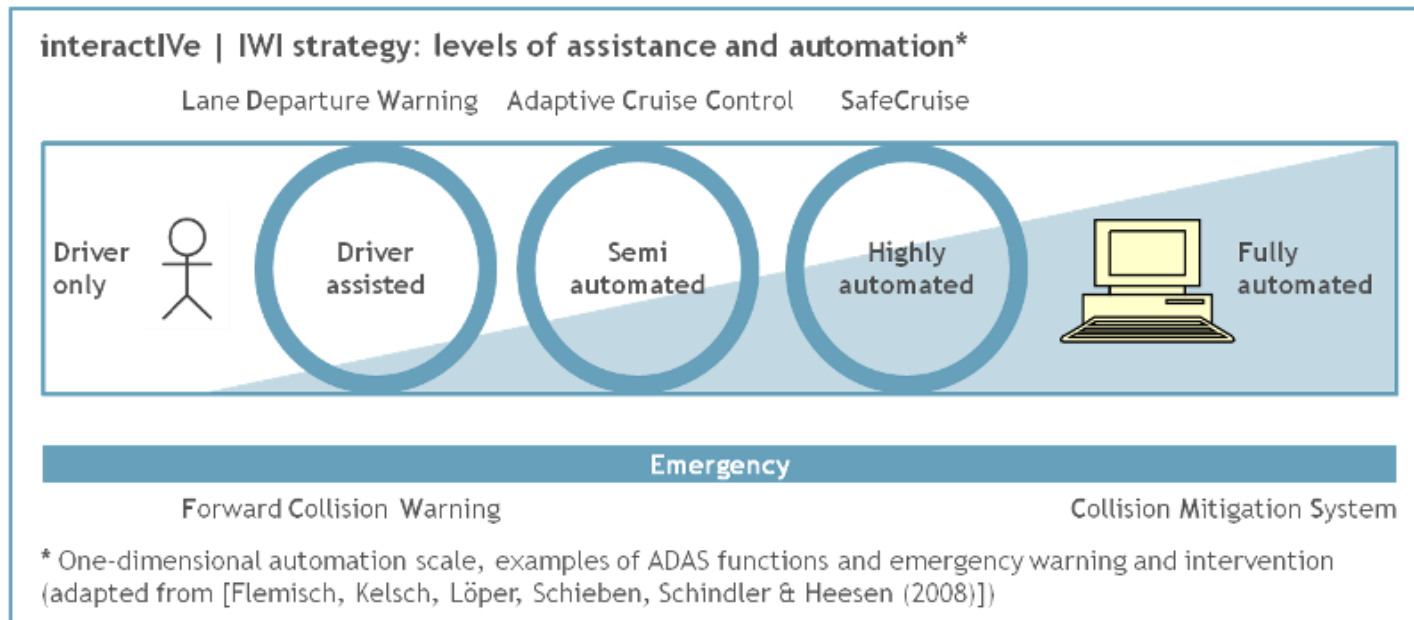 interactIVe | IWI strategy: levels of assistance and automation*
Lane Departure Warning Adaptive Cruise Control SafeCruise
Driver
only
Driver
assisted
Semi
automated
Highly
automated
Fully
automated
Emergency
Forward Collision Warning Collision Mitigation System
* One-dimensional automation scale, examples of ADAS functions and emergency warning and intervention
(adapted from [Flemisch, Kelsch, Löper, Schieben, Schindler & Heesen (2008)])